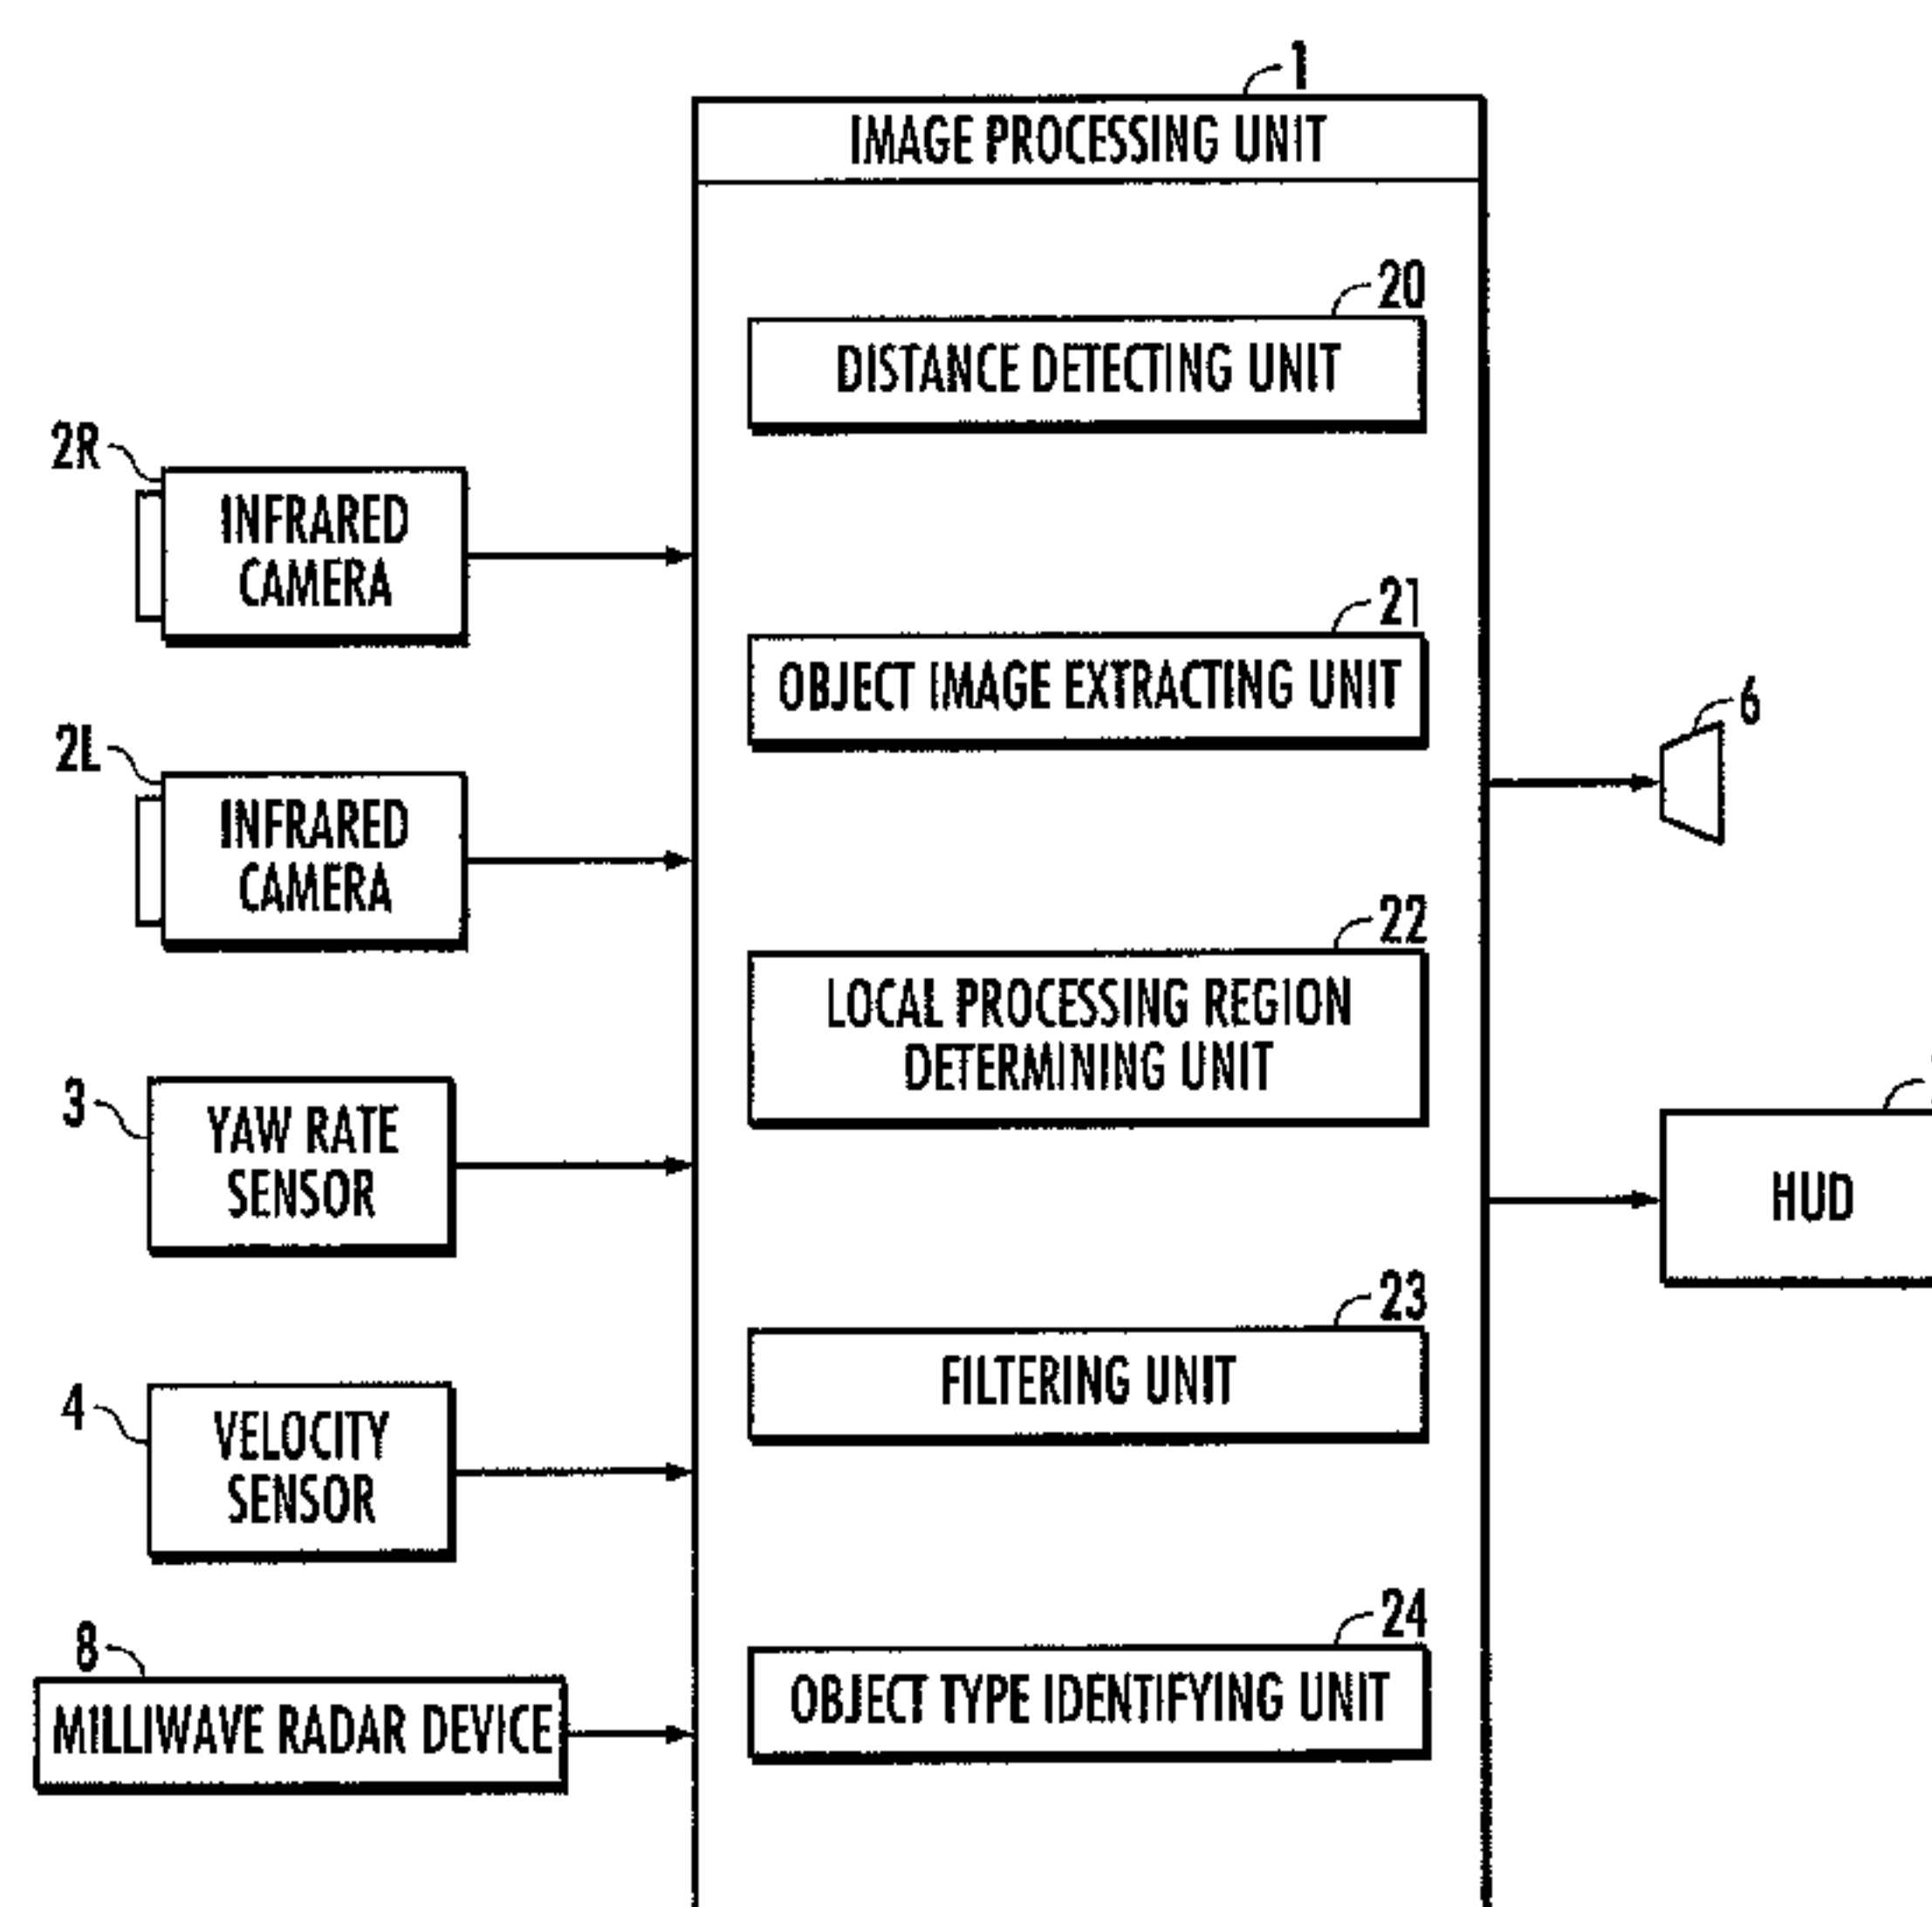 1
IMAGE PROCESSING UNIT
20
DISTANCE DETECTING UNIT
2R
INFRARED
CAMERA
21
OBJECT IMAGE EXTRACTING UNIT
6
2L
INFRARED
CAMERA
22
LOCAL PROCESSING REGION
DETERMINING UNIT
3
YAW RATE
SENSOR
HUD
23
FILTERING UNIT
4
VELOCITY
SENSOR
24
OBJECT TYPE IDENTIFYING UNIT
8
MILLIWAVE RADAR DEVICE